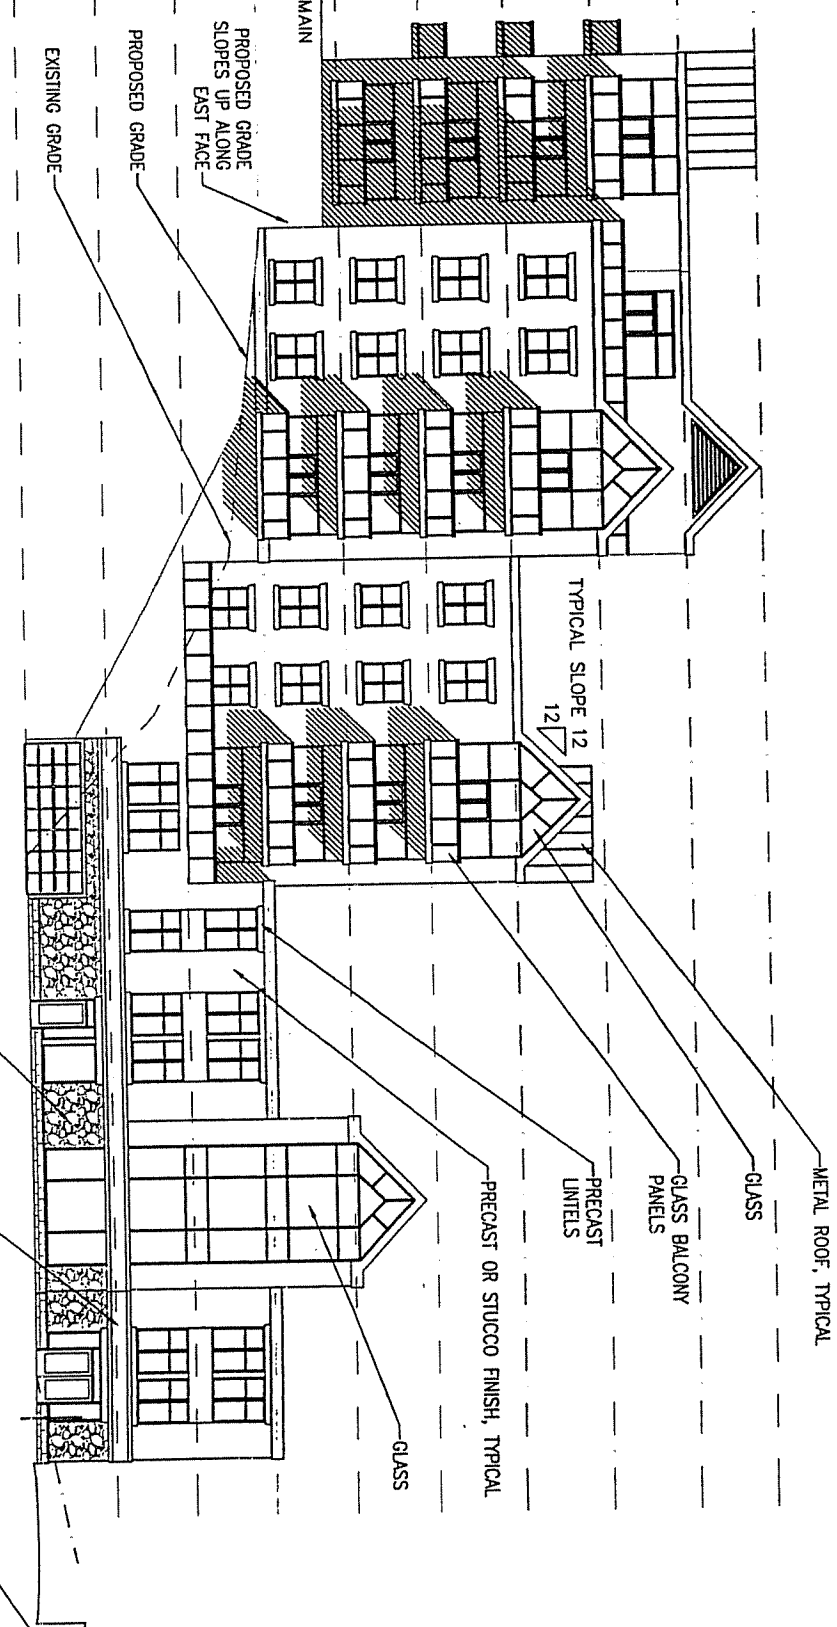 MAIN
PROPOSED GRADE
SLOPES UP ALONG
EAST FACE
PROPOSED GRADE
EXISTING GRADE
TYPICAL SLOPE 12
12
METAL ROOF, TYPICAL
GLASS
GLASS BALCONY
PANELS
PRECAST
LINTELS
PRECAST OR STUCCO FINISH, TYPICAL
GLASS